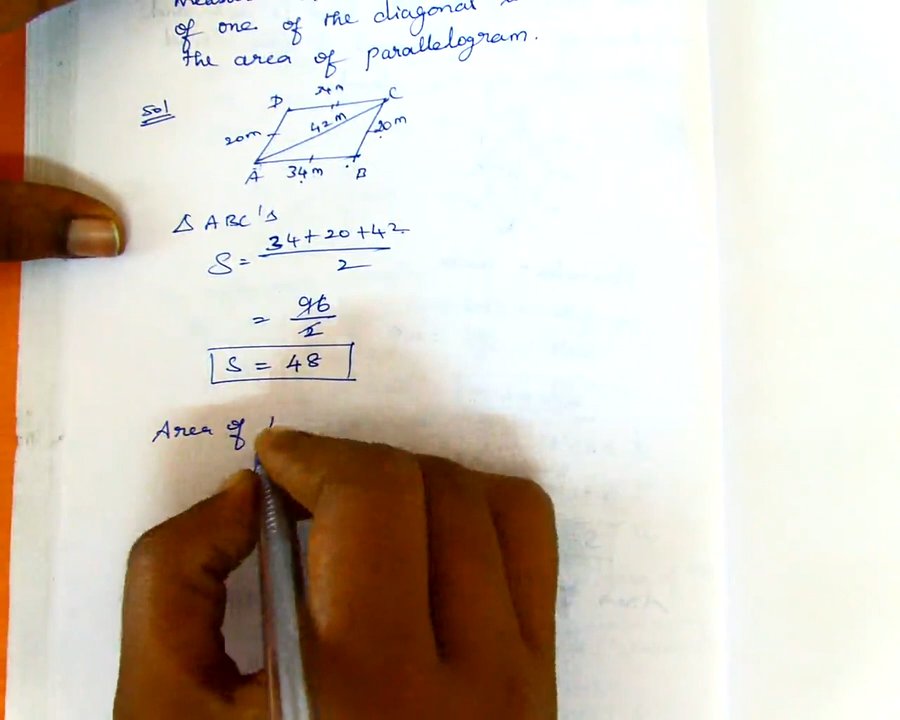 of one of the diagonal
the area of parallelogram.
Sol
D C
42m
20m 20m
A 34m B
Δ ABC's
S = 34+20+42
2
= 96
2
S = 48
Area of